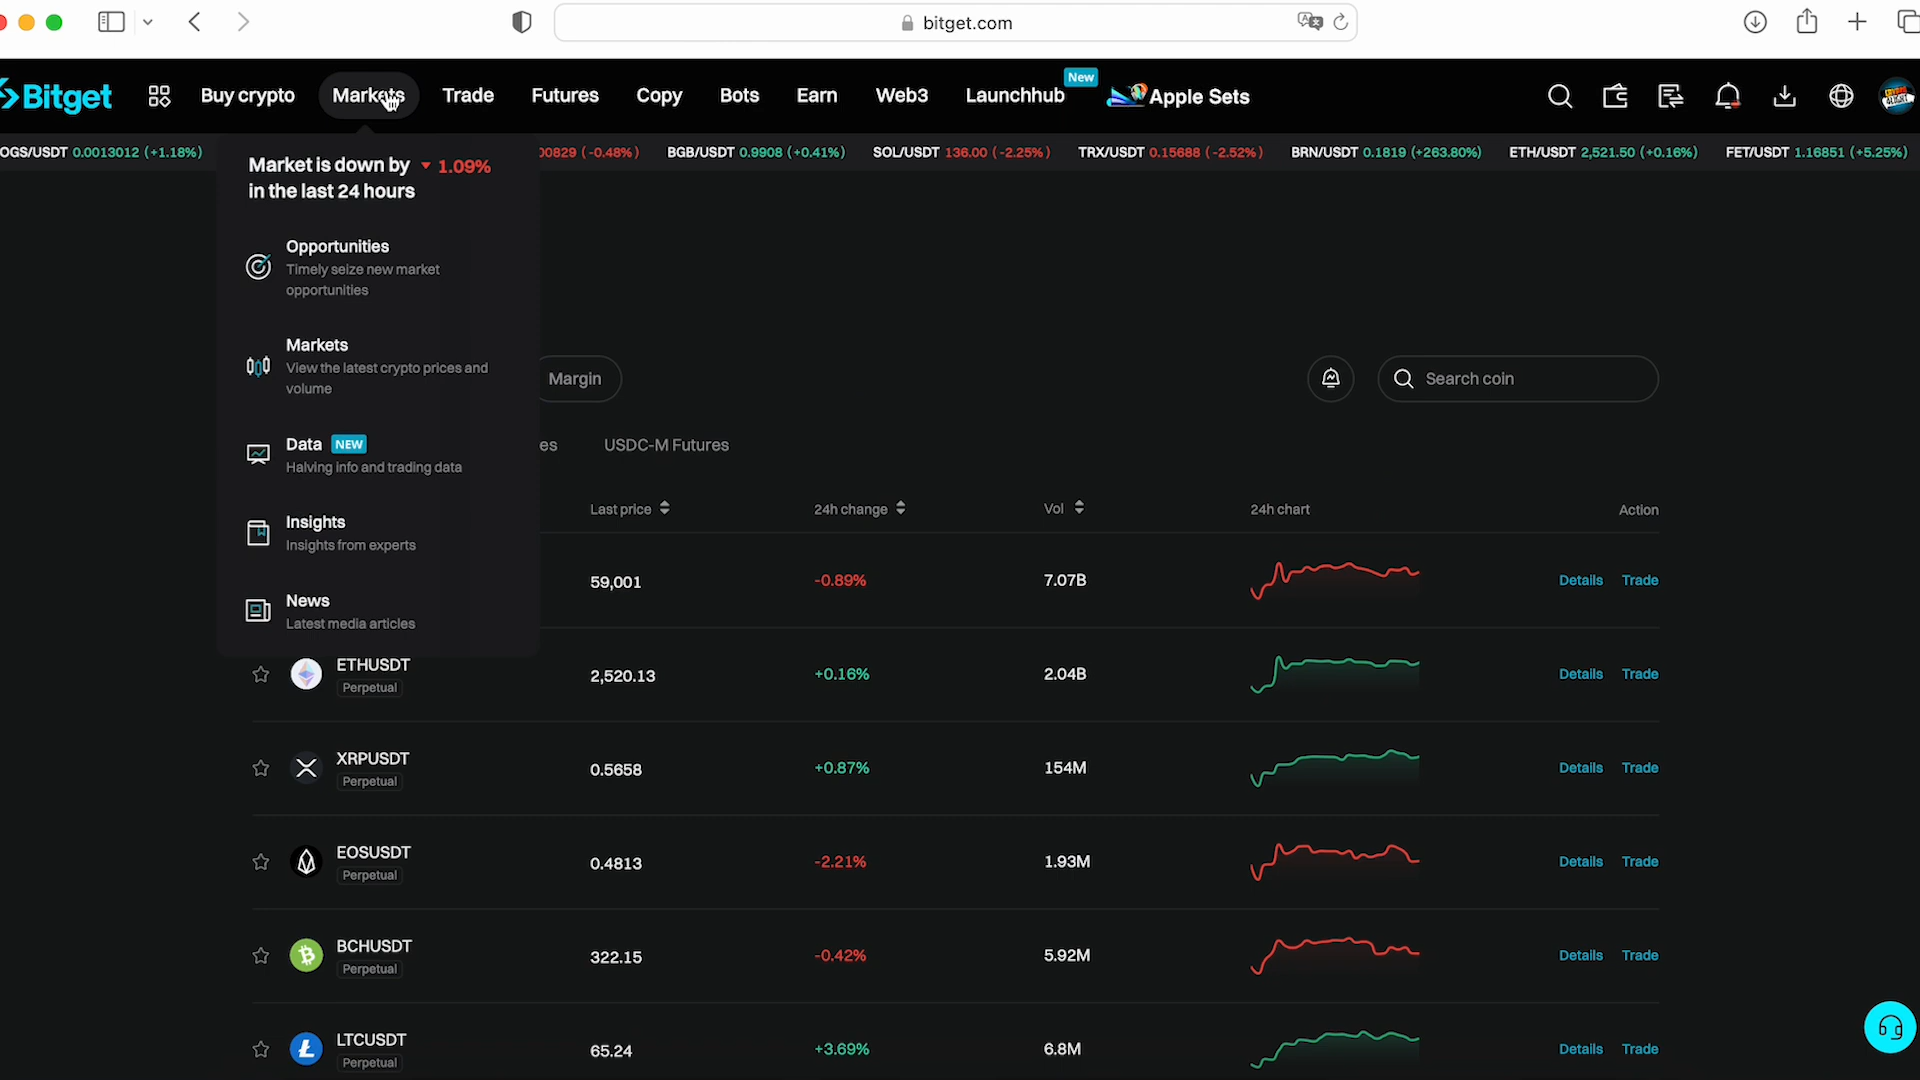 bitget.com
Bitget
Buy crypto
Markets
Trade
Futures
Copy
Bots
Earn
Web3
Launchhub
New
Apple Sets
OGS/USDT 0.0013012 (+1.18%)
00829 (-0.48%)
BGB/USDT 0.9908 (+0.41%)
SOL/USDT 136.00 (-2.25%)
TRX/USDT 0.15688 (-2.52%)
BRN/USDT 0.1819 (+263.80%)
ETH/USDT 2,521.50 (+0.16%)
FET/USDT 1.16851 (+5.25%)
Market is down by 1.09%
in the last 24 hours
Opportunities
Timely seize new market
opportunities
Markets
View the latest crypto prices and
volume
Data NEW
Halving info and trading data
Insights
Insights from experts
News
Latest media articles
Margin
Search coin
es
USDC-M Futures
Last price
24h change
Vol
24h chart
Action
59,001
-0.89%
7.07B
Details
Trade
ETHUSDT
Perpetual
2,520.13
+0.16%
2.04B
Details
Trade
XRPUSDT
Perpetual
0.5658
+0.87%
154M
Details
Trade
EOSUSDT
Perpetual
0.4813
-2.21%
1.93M
Details
Trade
BCHUSDT
Perpetual
322.15
-0.42%
5.92M
Details
Trade
LTCUSDT
Perpetual
65.24
+3.69%
6.8M
Details
Trade